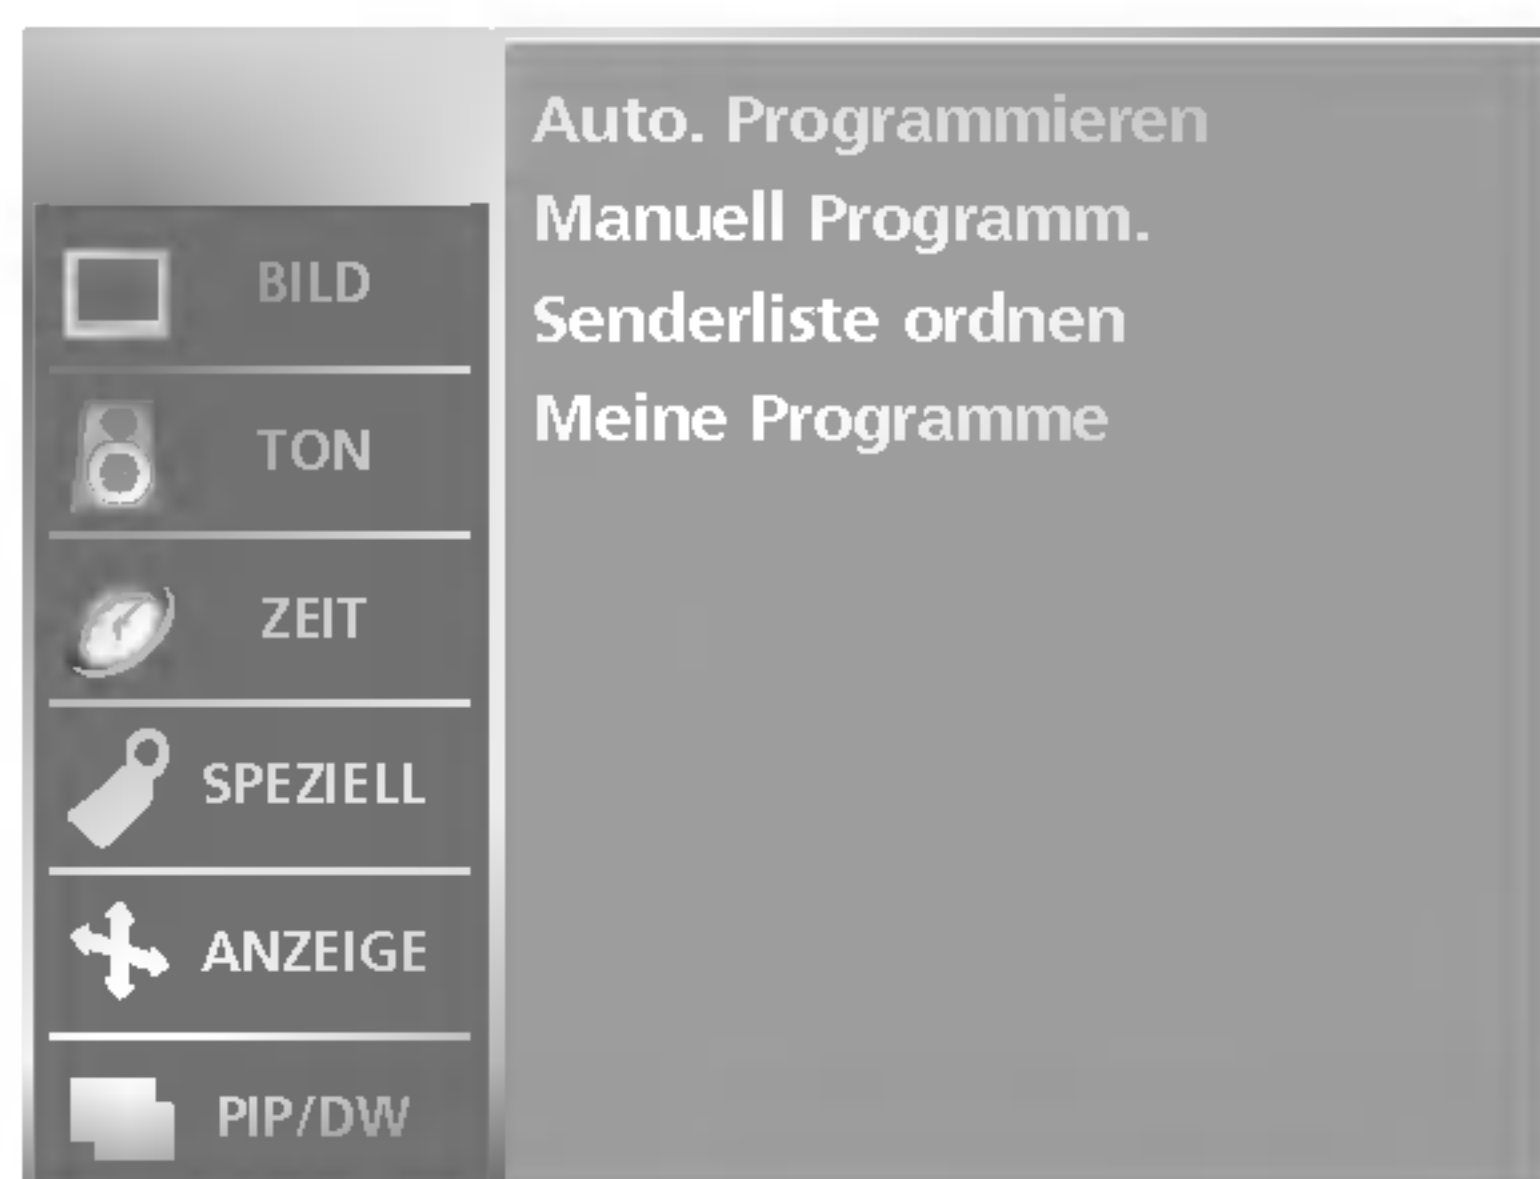 Auto. Programmieren
Manuell Programm.
Senderliste ordnen
Meine Programme
BILD
TON
ZEIT
SPEZIELL
ANZEIGE
PIP/DW